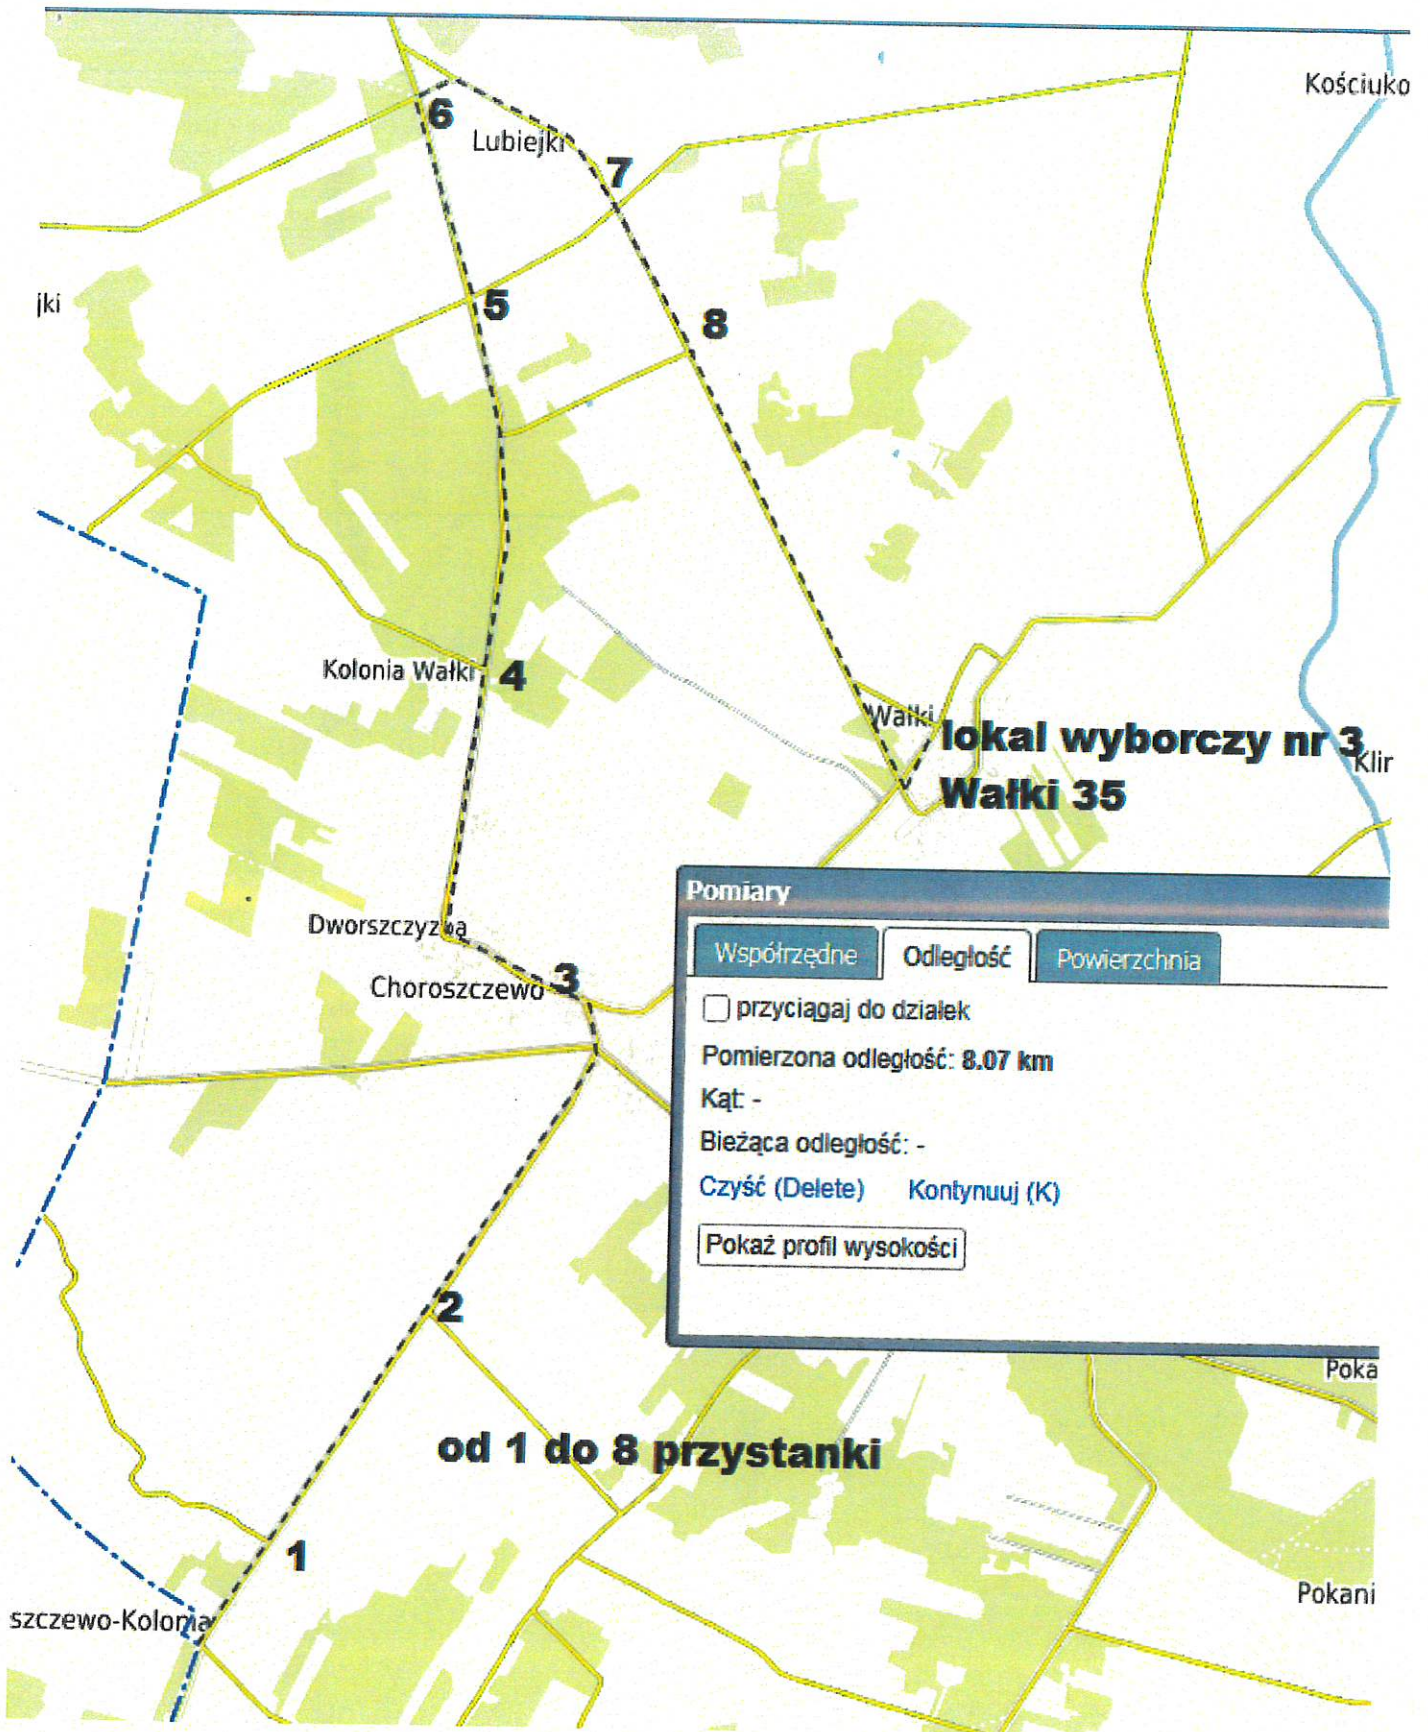 Kościuko
6
Lubiejki
7
jki
5
8
Kolonia Wałki
4
Wałki
lokal wyborczy nr 3
Klir
Wałki 35
Pomiary
Dworszczyzna
Współrzędne
Odległość
Powierzchnia
Choroszczewo
3
przyciągaj do działek
Pomierzona odległość: 8.07 km
Kąt: -
Bieżąca odległość: -
Czyść (Delete)
Kontynuuj (K)
Pokaż profil wysokości
2
Poka
od 1 do 8 przystanki
1
Pokani
szczewo-Kolonia